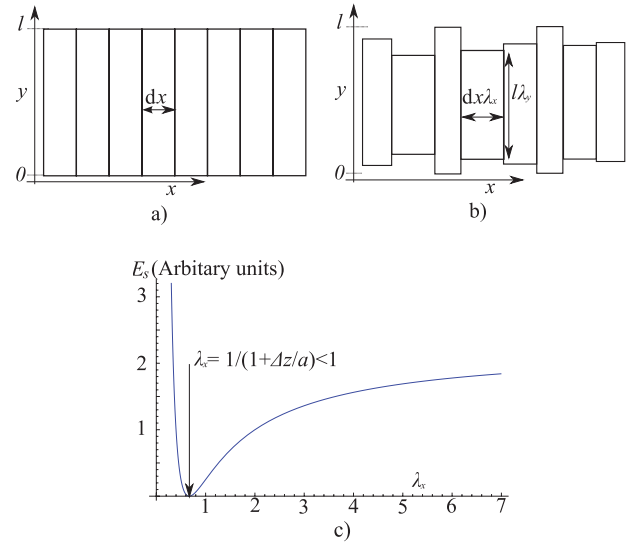 l
y
dx
0
x
a)
l
y
dxλx
lλy
0
x
b)
Es (Arbitary units)
3
2
1
λx= 1/(1+Δz/a)<1
λx
1 2 3 4 5 6 7
c)